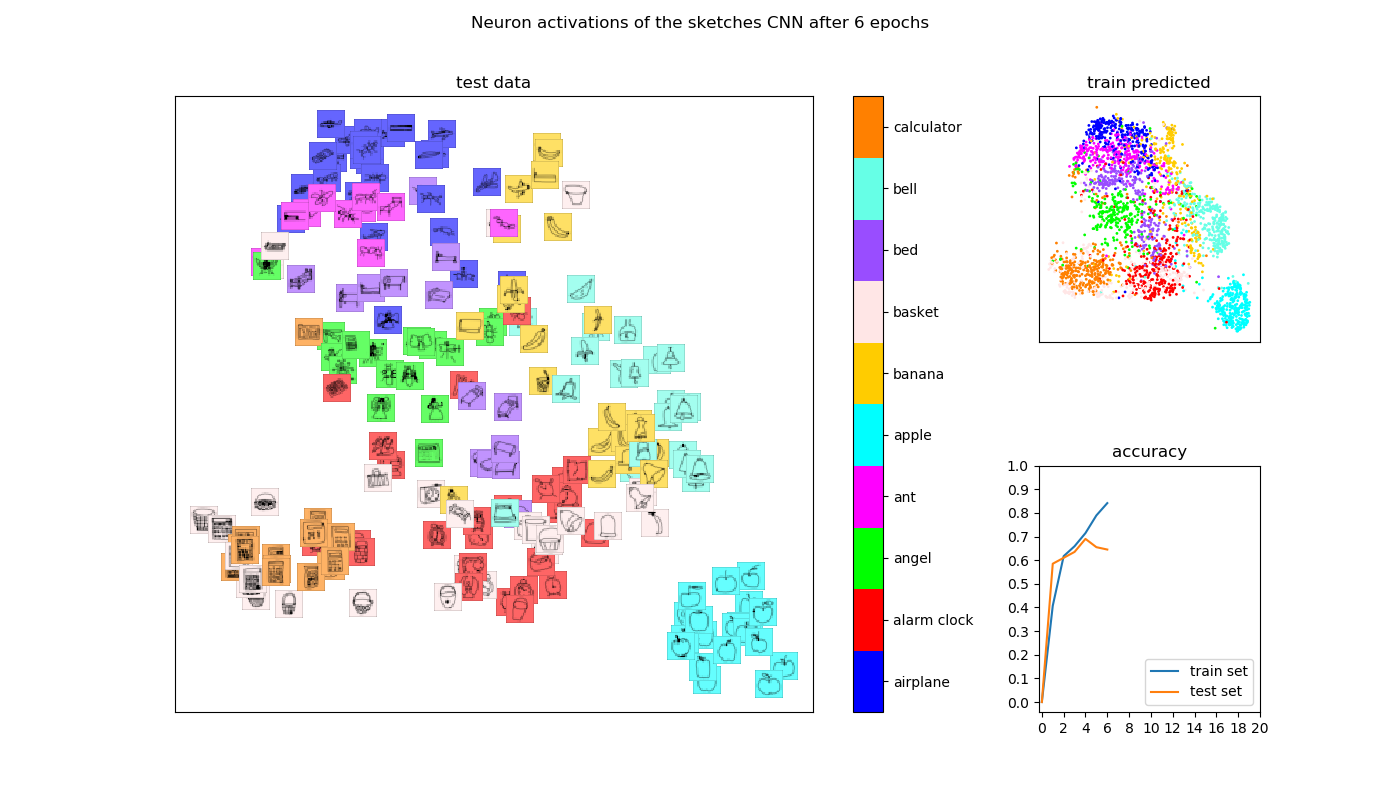 Neuron activations of the sketches CNN after 6 epochs
test data
calculator
bell
bed
basket
banana
apple
ant
angel
alarm clock
airplane
train predicted
accuracy
1.0
0.9
0.8
0.7
0.6
0.5
0.4
0.3
0.2
0.1
0.0
train set
test set
0 2 4 6 8 10 12 14 16 18 20